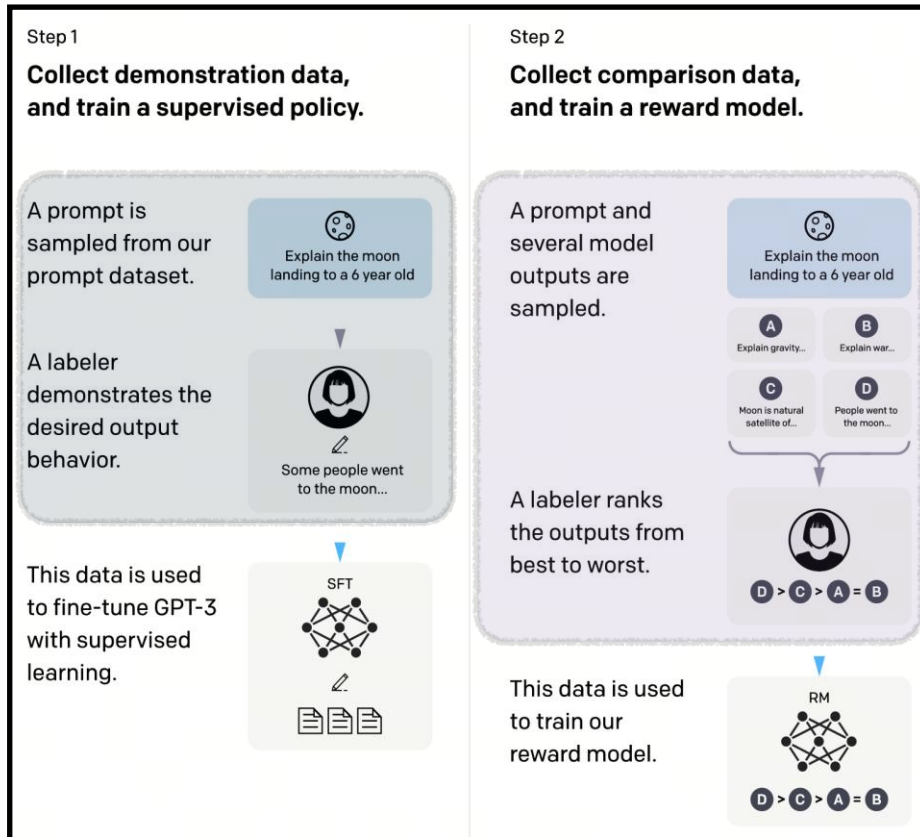 Step 1
Collect demonstration data,
and train a supervised policy.
A prompt is
sampled from our
prompt dataset.
Explain the moon
landing to a 6 year old
A labeler
demonstrates the
desired output
behavior.
Some people went
to the moon...
This data is used
to fine-tune GPT-3
with supervised
learning.
SFT
Step 2
Collect comparison data,
and train a reward model.
A prompt and
several model
outputs are
sampled.
Explain the moon
landing to a 6 year old
A
Explain gravity...
B
Explain war...
C
Moon is natural
satellite of...
D
People went to
the moon...
A labeler ranks
the outputs from
best to worst.
D > C > A = B
This data is used
to train our
reward model.
RM
D > C > A = B